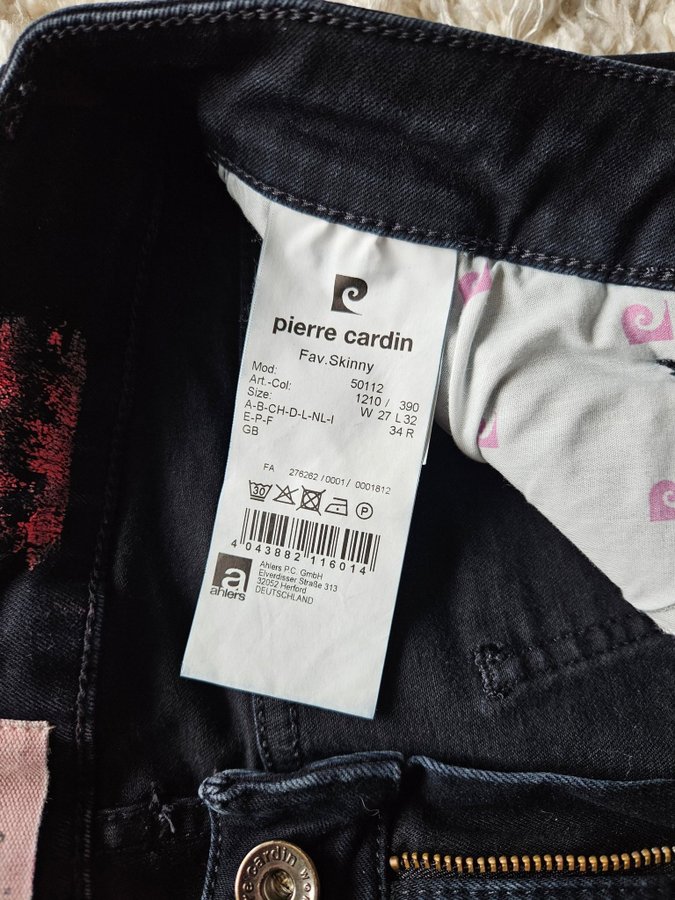 pierre cardin
Fav.Skinny
Mod: 50112
Art.-Col: 1210 / 390
Size: W 27 L 32
A-B-CH-D-L-NL-I 34 R
E-P-F
GB
FA 276262 / 0001 / 0001812
30
P
4 043882 116014
a
ahlers
Ahlers P.C. GmbH
Elverdisser Straße 313
32052 Herford
DEUTSCHLAND
cardin